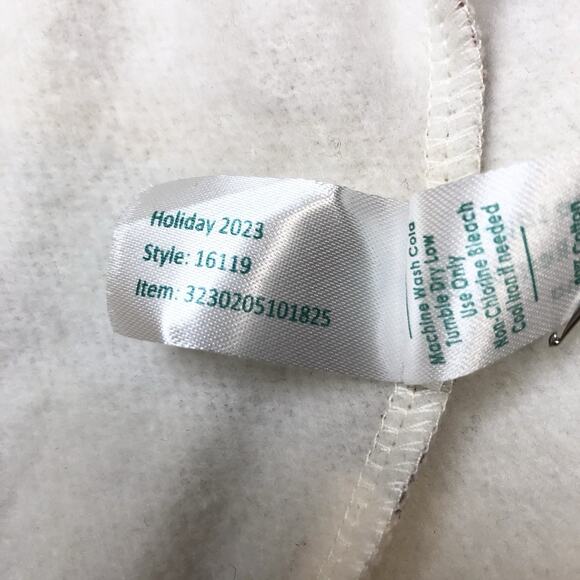 Holiday 2023
Style: 16119
Item: 3230205101825
Machine Wash Cold
Tumble Dry Low
Use Only
Non-Chlorine Bleach
Cool Iron If needed
Cotton